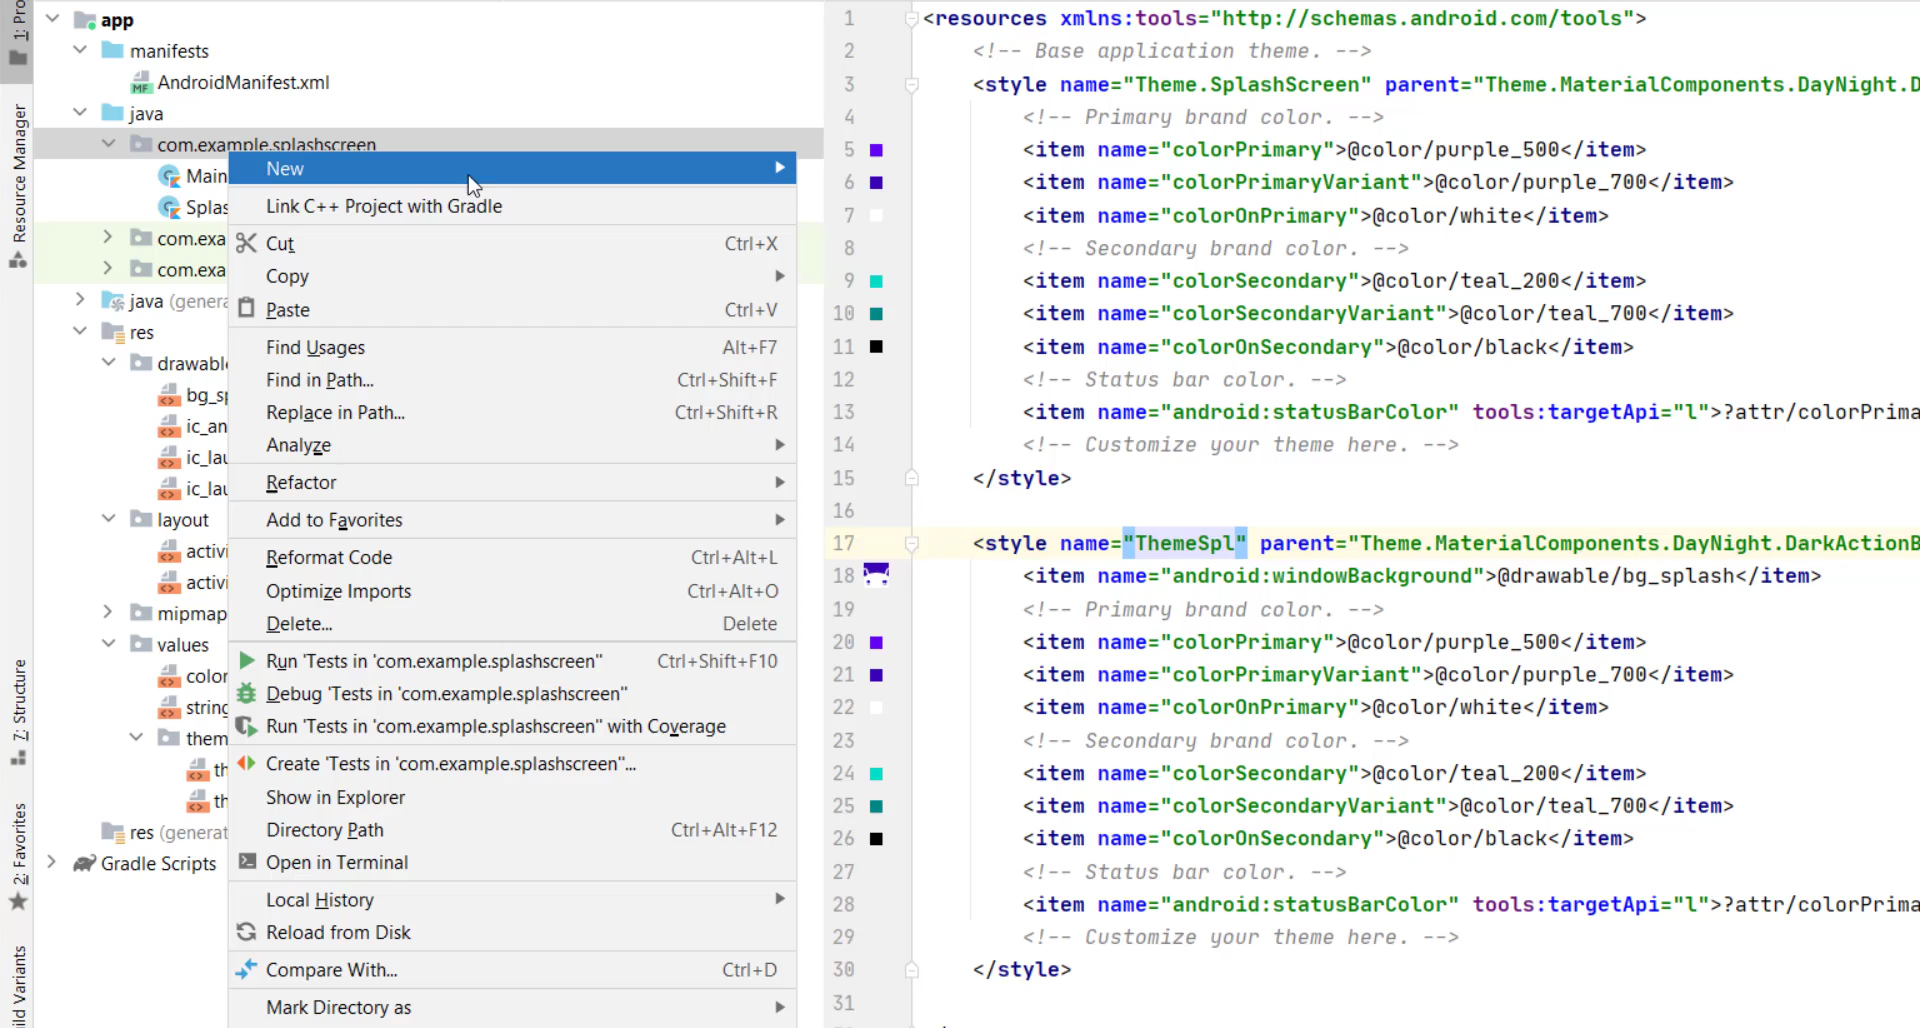 1: Pro
Resource Manager
7: Structure
2: Favorites
ild Variants
app
manifests
AndroidManifest.xml
java
com.example.splashscreen
Main
Splas
com.exa
com.exa
java (genera
res
drawable
bg_sp
ic_an
ic_lau
ic_lau
layout
activi
activi
mipmap
values
color
string
them
th
th
res (generat
Gradle Scripts
New
Link C++ Project with Gradle
Cut Ctrl+X
Copy
Paste Ctrl+V
Find Usages Alt+F7
Find in Path... Ctrl+Shift+F
Replace in Path... Ctrl+Shift+R
Analyze
Refactor
Add to Favorites
Reformat Code Ctrl+Alt+L
Optimize Imports Ctrl+Alt+O
Delete... Delete
Run 'Tests in 'com.example.splashscreen'' Ctrl+Shift+F10
Debug 'Tests in 'com.example.splashscreen''
Run 'Tests in 'com.example.splashscreen'' with Coverage
Create 'Tests in 'com.example.splashscreen''...
Show in Explorer
Directory Path Ctrl+Alt+F12
Open in Terminal
Local History
Reload from Disk
Compare With... Ctrl+D
Mark Directory as
1 <resources xmlns:tools="http://schemas.android.com/tools">
2 <!-- Base application theme. -->
3 <style name="Theme.SplashScreen" parent="Theme.MaterialComponents.DayNight.D
4 <!-- Primary brand color. -->
5 <item name="colorPrimary">@color/purple_500</item>
6 <item name="colorPrimaryVariant">@color/purple_700</item>
7 <item name="colorOnPrimary">@color/white</item>
8 <!-- Secondary brand color. -->
9 <item name="colorSecondary">@color/teal_200</item>
10 <item name="colorSecondaryVariant">@color/teal_700</item>
11 <item name="colorOnSecondary">@color/black</item>
12 <!-- Status bar color. -->
13 <item name="android:statusBarColor" tools:targetApi="l">?attr/colorPrima
14 <!-- Customize your theme here. -->
15 </style>
16
17 <style name="ThemeSpl" parent="Theme.MaterialComponents.DayNight.DarkActionB
18 <item name="android:windowBackground">@drawable/bg_splash</item>
19 <!-- Primary brand color. -->
20 <item name="colorPrimary">@color/purple_500</item>
21 <item name="colorPrimaryVariant">@color/purple_700</item>
22 <item name="colorOnPrimary">@color/white</item>
23 <!-- Secondary brand color. -->
24 <item name="colorSecondary">@color/teal_200</item>
25 <item name="colorSecondaryVariant">@color/teal_700</item>
26 <item name="colorOnSecondary">@color/black</item>
27 <!-- Status bar color. -->
28 <item name="android:statusBarColor" tools:targetApi="l">?attr/colorPrima
29 <!-- Customize your theme here. -->
30 </style>
31